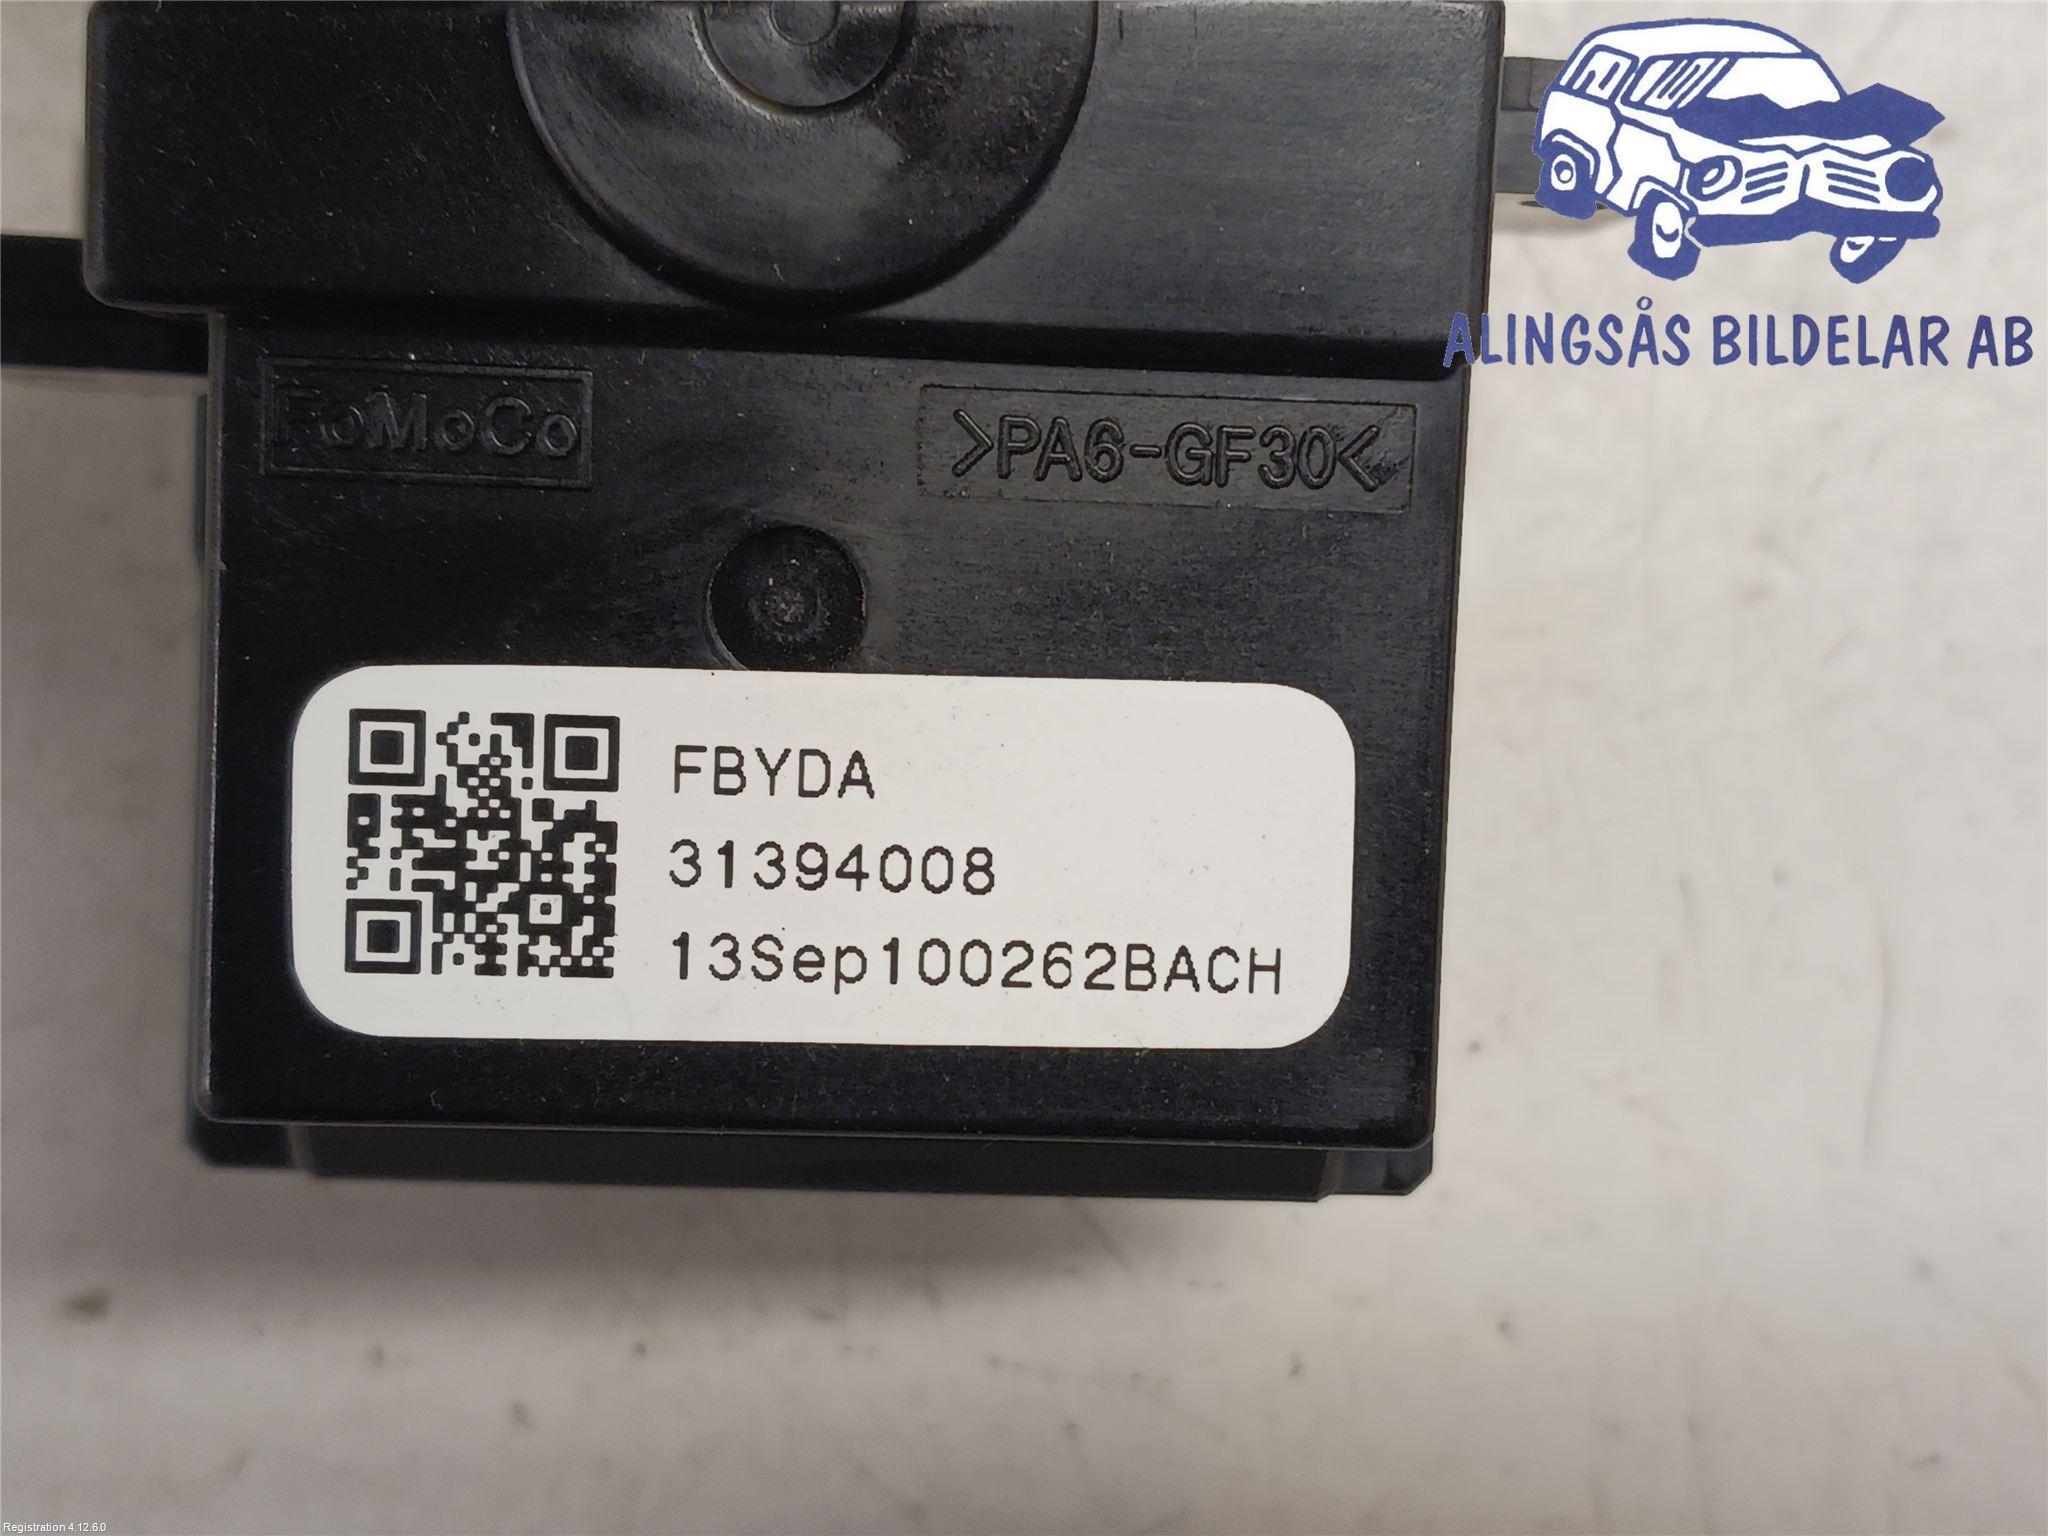 ALINGSÅS BILDELAR AB
FoMoCo
>PA6-GF30<
FBYDA
31394008
13Sep100262BACH
Registration 4.12.6.0